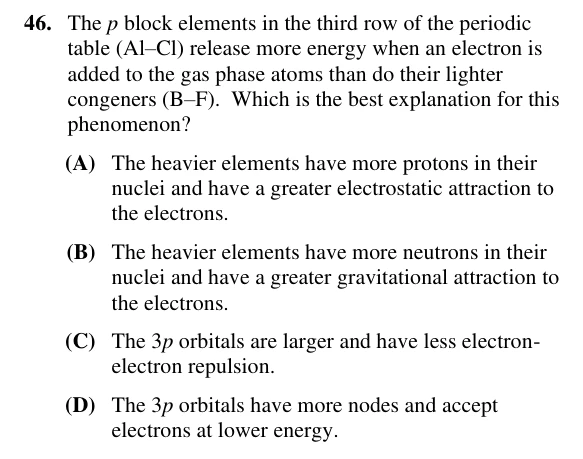 46. The p block elements in the third row of the periodic
table (Al–Cl) release more energy when an electron is
added to the gas phase atoms than do their lighter
congeners (B–F). Which is the best explanation for this
phenomenon?
(A) The heavier elements have more protons in their
nuclei and have a greater electrostatic attraction to
the electrons.
(B) The heavier elements have more neutrons in their
nuclei and have a greater gravitational attraction to
the electrons.
(C) The 3p orbitals are larger and have less electron-
electron repulsion.
(D) The 3p orbitals have more nodes and accept
electrons at lower energy.